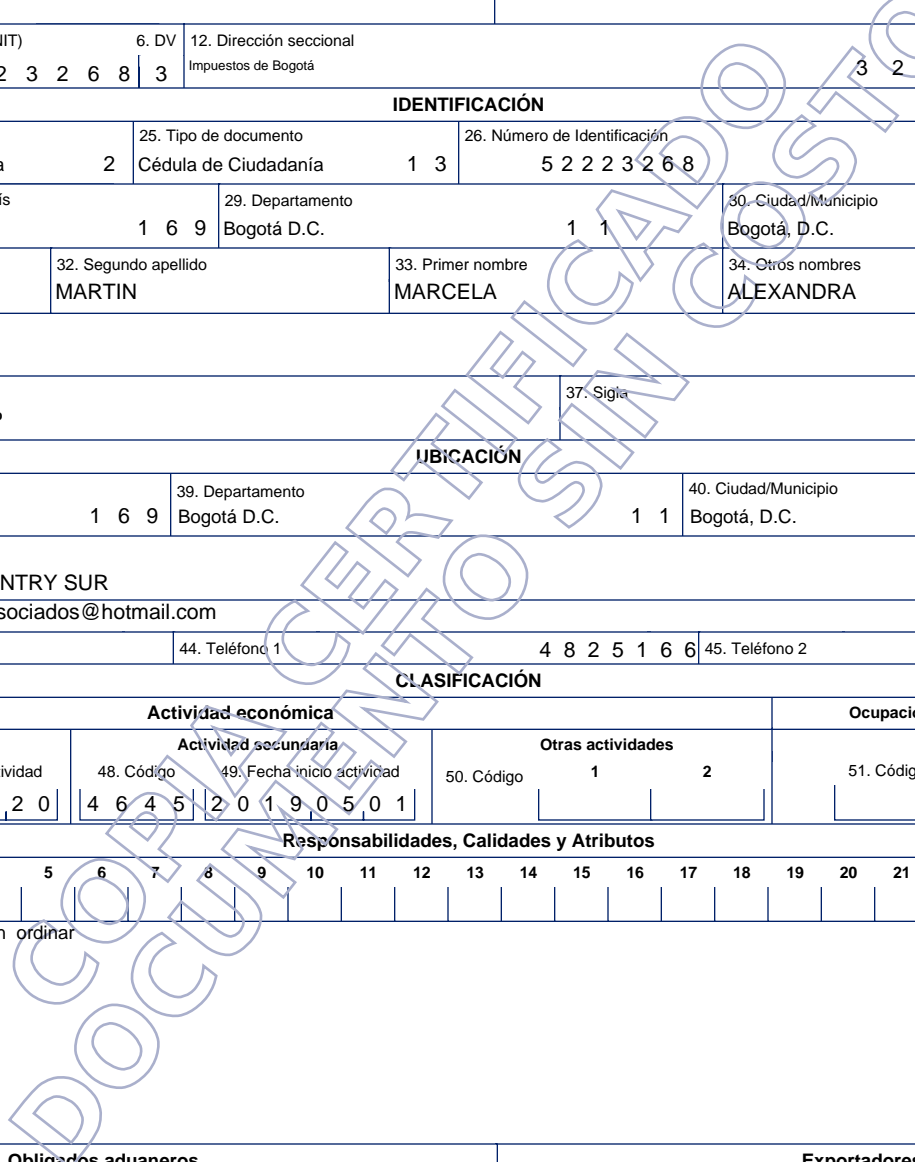 NIT) 6. DV 12. Dirección seccional
2 3 2 6 8 3 Impuestos de Bogotá 3 2
IDENTIFICACIÓN
25. Tipo de documento 26. Número de Identificación
a 2 Cédula de Ciudadanía 1 3 5 2 2 2 3 2 6 8
ís 29. Departamento 30. Ciudad/Municipio
1 6 9 Bogotá D.C. 1 1 Bogotá, D.C.
32. Segundo apellido 33. Primer nombre 34. Otros nombres
MARTIN MARCELA ALEXANDRA
37. Sigla
UBICACIÓN
39. Departamento 40. Ciudad/Municipio
1 6 9 Bogotá D.C. 1 1 Bogotá, D.C.
NTRY SUR
sociados@hotmail.com
44. Teléfono 1 4 8 2 5 1 6 6 45. Teléfono 2
CLASIFICACIÓN
Actividad económica Ocupació
Actividad secundaria Otras actividades
ividad 48. Código 49. Fecha inicio actividad 50. Código 1 2 51. Códig
2 0 4 6 4 5 2 0 1 9 0 5 0 1
Responsabilidades, Calidades y Atributos
5 6 7 8 9 10 11 12 13 14 15 16 17 18 19 20 21
n ordinar
Obligados aduaneros Exportadores
COPIA CERTIFICADO
DOCUMENTO SIN COSTO